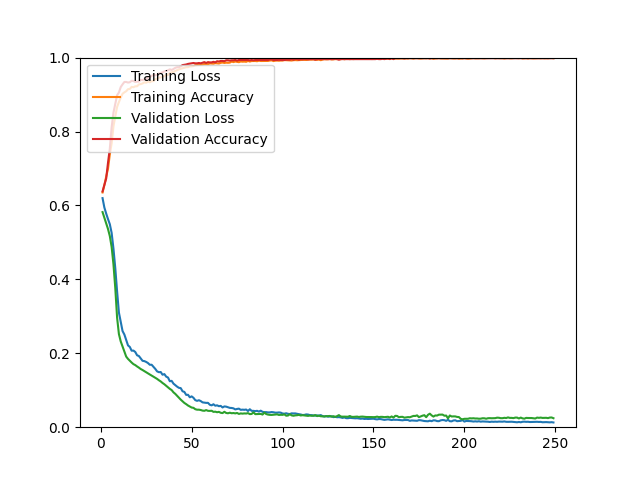 1.0
0.8
0.6
0.4
0.2
0.0
Training Loss
Training Accuracy
Validation Loss
Validation Accuracy
0 50 100 150 200 250